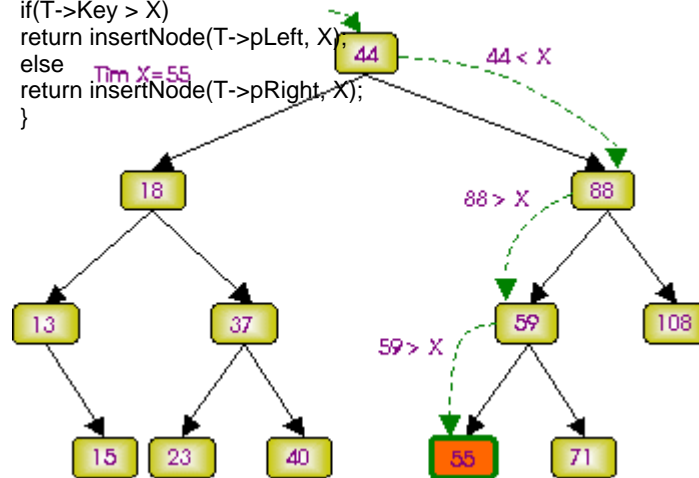 if(T->Key > X)
return insertNode(T->pLeft, X);
else
Tìm X=55
return insertNode(T->pRight, X);
}
44
44 < X
18
88 > X
88
13
37
59 > X
59
108
15
23
40
55
71